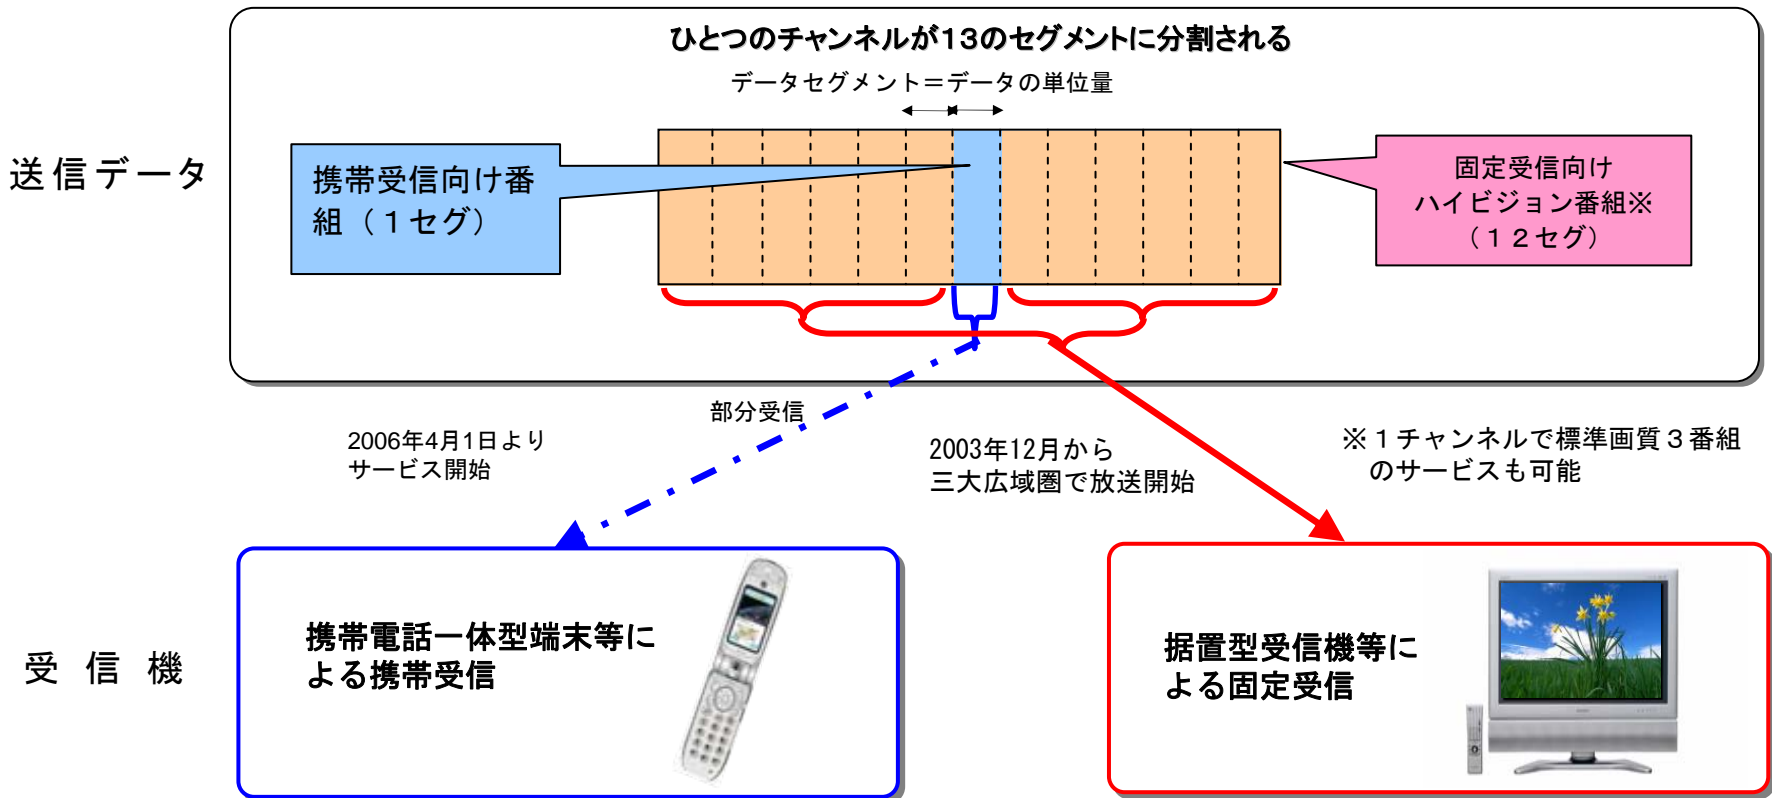 ひとつのチャンネルが13のセグメントに分割される
データセグメント＝データの単位量
送信データ
携帯受信向け番
組（１セグ）
固定受信向け
ハイビジョン番組※
（１２セグ）
部分受信
2006年4月1日より
サービス開始
2003年12月から
三大広域圏で放送開始
※１チャンネルで標準画質３番組
のサービスも可能
受信機
携帯電話一体型端末等に
よる携帯受信
据置型受信機等に
よる固定受信